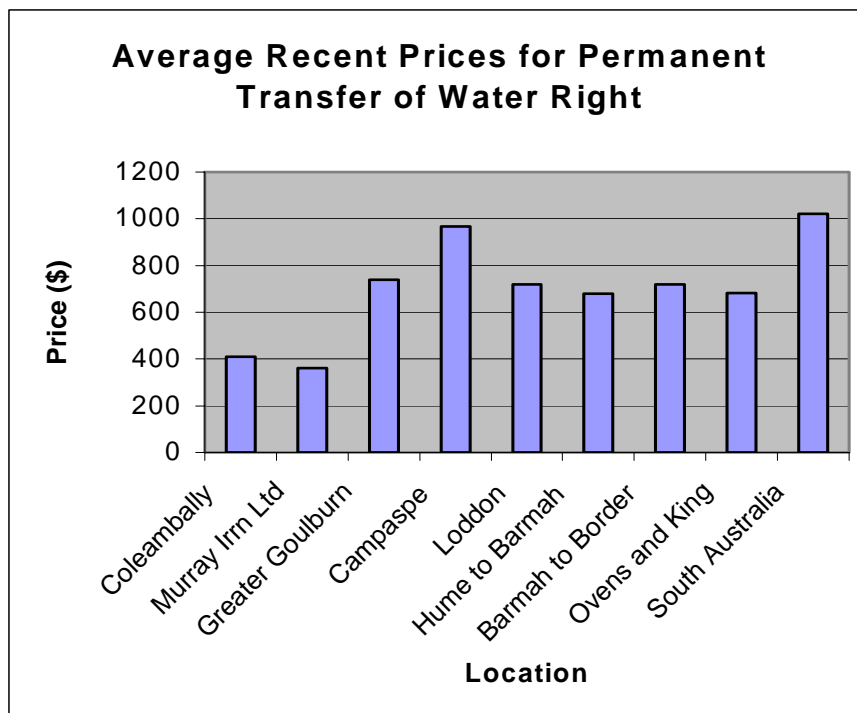 Average Recent Prices for Permanent
Transfer of Water Right
Price ($)
1200
1000
800
600
400
200
0
Coleambally
Murray Irrn Ltd
Greater Goulburn
Campaspe
Loddon
Hume to Barmah
Barmah to Border
Ovens and King
South Australia
Location